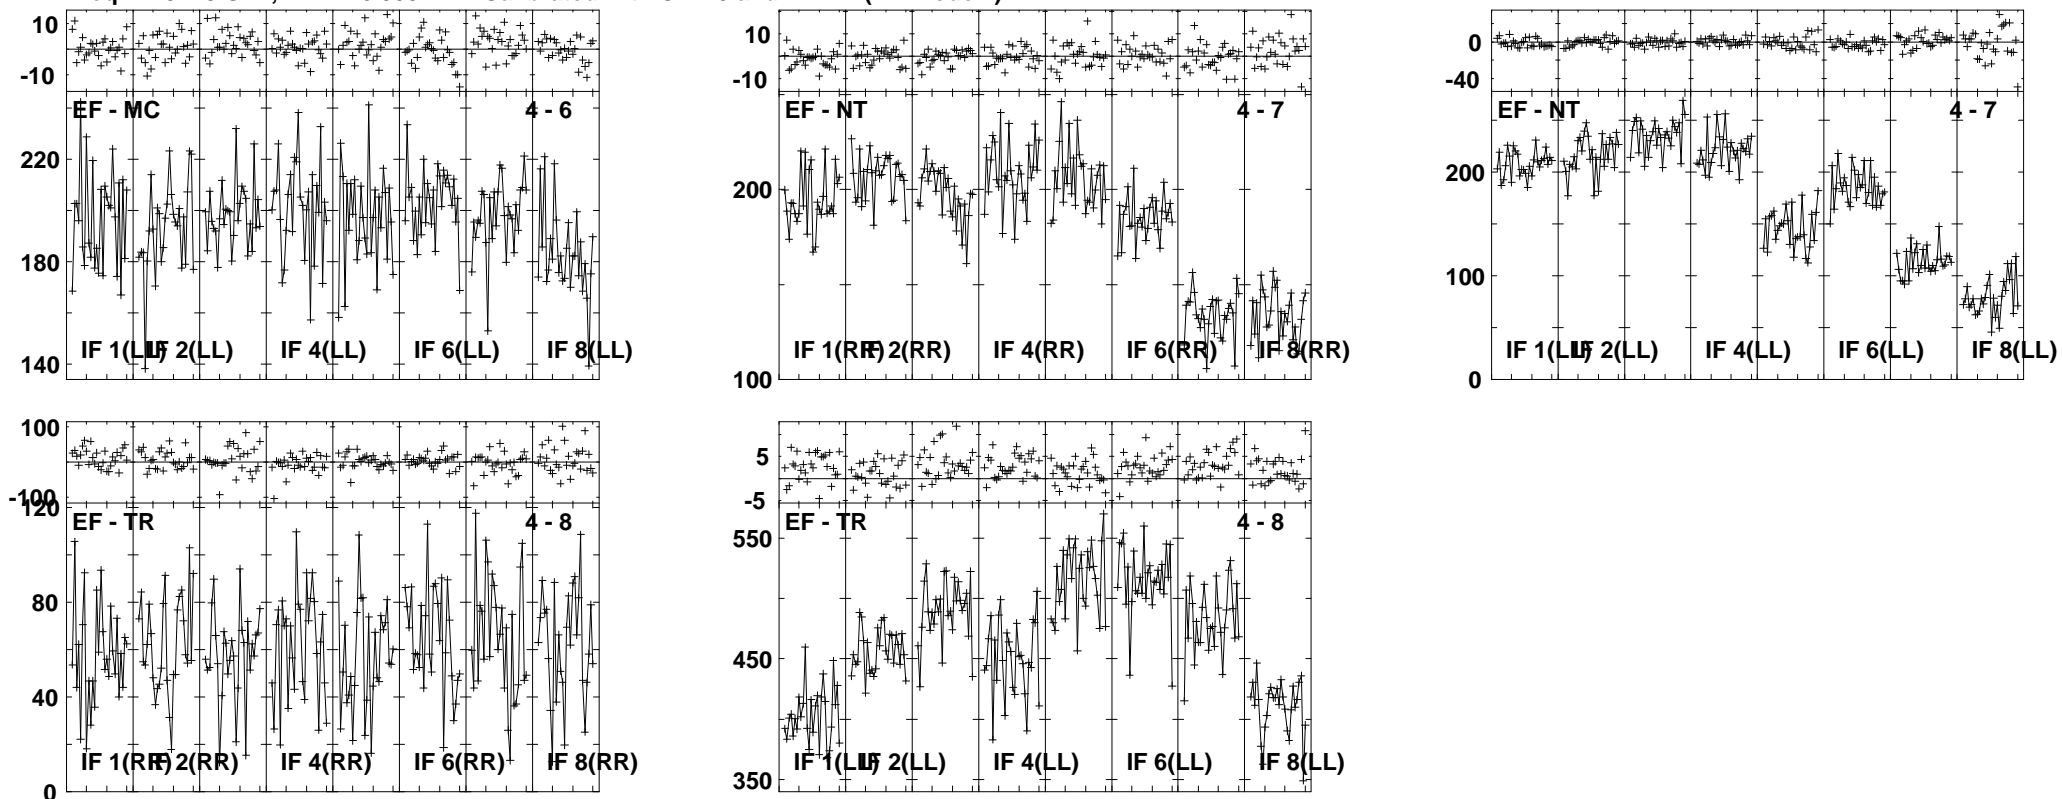 10
-10
EF - MC
4 - 6
220
180
140
IF 1(LL)
IF 2(LL)
IF 4(LL)
IF 6(LL)
IF 8(LL)
10
-10
EF - NT
4 - 7
200
100
IF 1(RR)
IF 2(RR)
IF 4(RR)
IF 6(RR)
IF 8(RR)
0
-40
EF - NT
4 - 7
200
100
0
IF 1(LL)
IF 2(LL)
IF 4(LL)
IF 6(LL)
IF 8(LL)
100
-100
120
EF - TR
4 - 8
80
40
0
IF 1(RR)
IF 2(RR)
IF 4(RR)
IF 6(RR)
IF 8(RR)
5
-5
EF - TR
4 - 8
550
450
350
IF 1(LL)
IF 2(LL)
IF 4(LL)
IF 6(LL)
IF 8(LL)